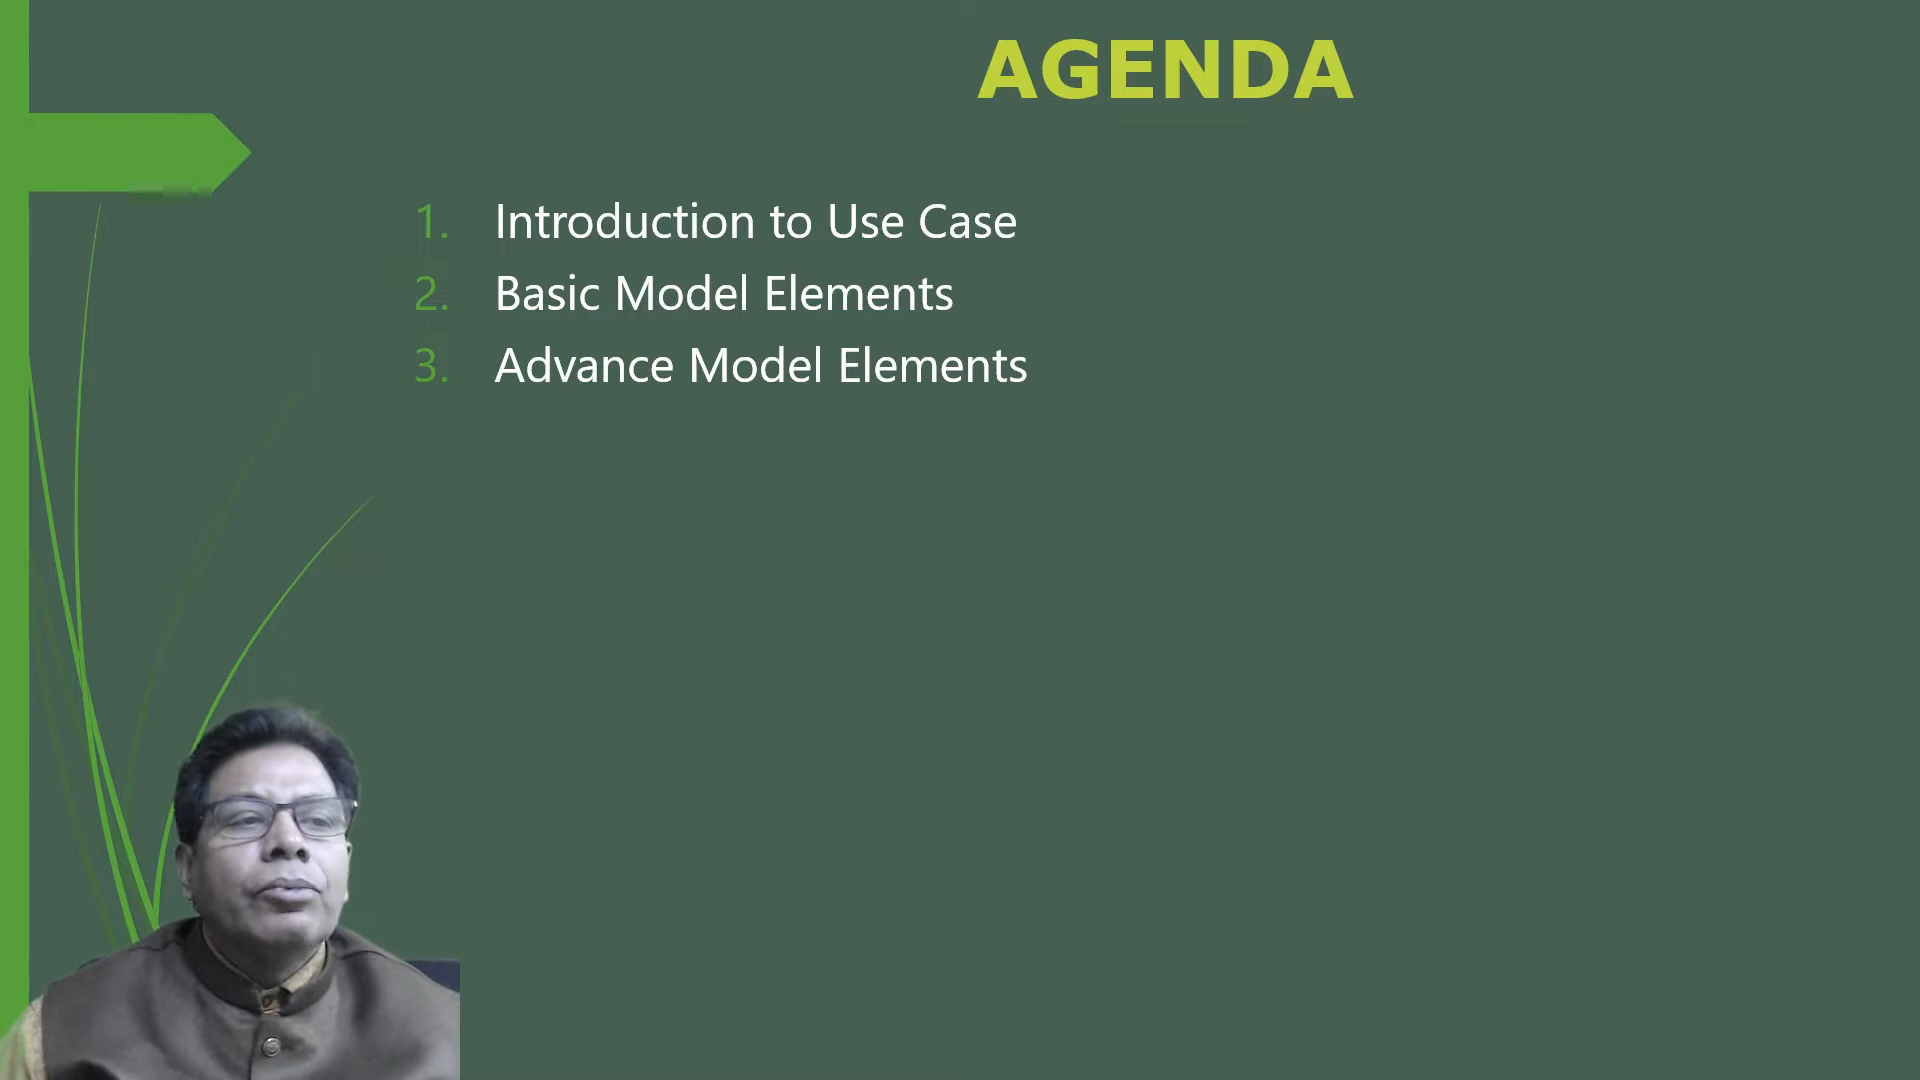 AGENDA
1. Introduction to Use Case
2. Basic Model Elements
3. Advance Model Elements